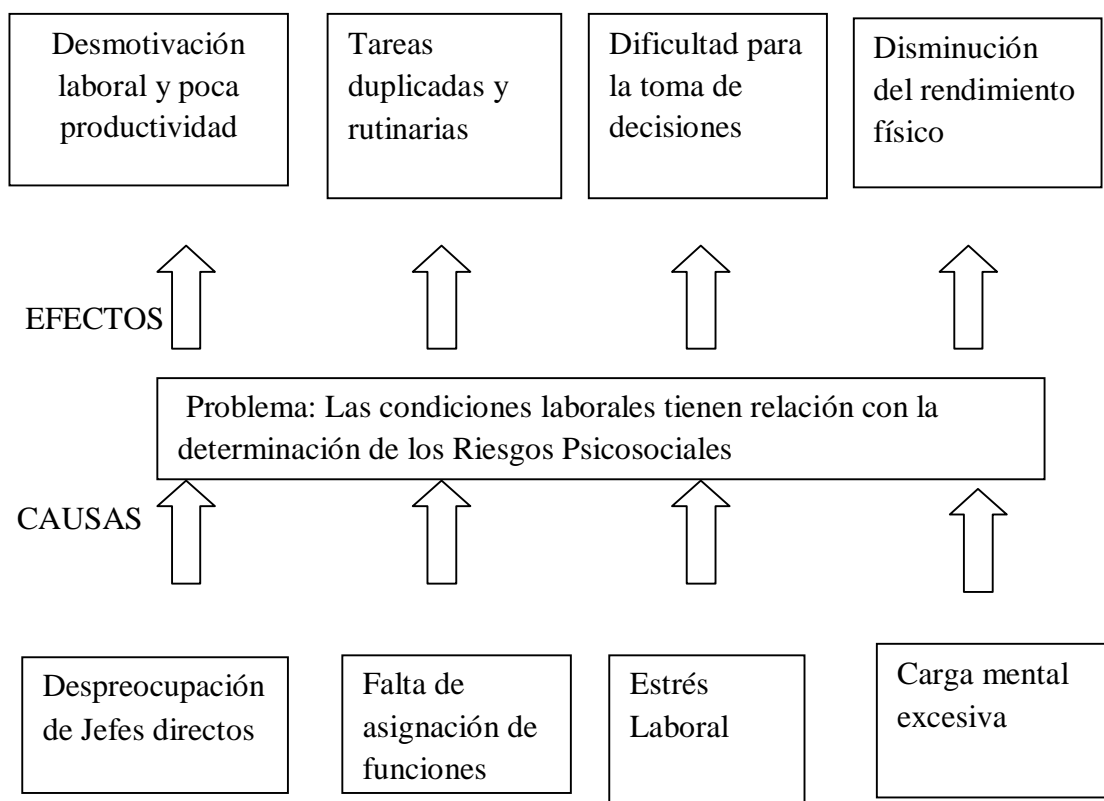 Desmotivación
laboral y poca
productividad
Tareas
duplicadas y
rutinarias
Dificultad para
la toma de
decisiones
Disminución
del rendimiento
físico
EFECTOS
Problema: Las condiciones laborales tienen relación con la
determinación de los Riesgos Psicosociales
CAUSAS
Despreocupación
de Jefes directos
Falta de
asignación de
funciones
Estrés
Laboral
Carga mental
excesiva